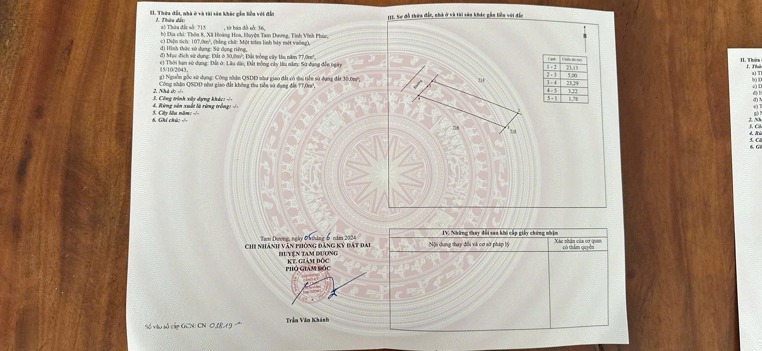 II. Thửa đất, nhà ở và tài sản khác gắn liền với đất
1. Thửa đất:
a) Thửa đất số: 715 , tờ bản đồ số: 56,
b) Địa chỉ: Thôn 8, Xã Hoàng Hoa, Huyện Tam Dương, Tỉnh Vĩnh Phúc,
c) Diện tích: 107,0m², (bằng chữ: Một trăm linh bảy mét vuông),
d) Hình thức sử dụng: Sử dụng riêng,
đ) Mục đích sử dụng: Đất ở 30,0m²; Đất trồng cây lâu năm 77,0m²,
e) Thời hạn sử dụng: Đất ở: Lâu dài; Đất trồng cây lâu năm: Sử dụng đến ngày
15/10/2043,
g) Nguồn gốc sử dụng: Công nhận QSDĐ như giao đất có thu tiền sử dụng đất 30.0m²;
Công nhận QSDĐ như giao đất không thu tiền sử dụng đất 77,0m²,
2. Nhà ở: -/-
3. Công trình xây dựng khác: -/-
4. Rừng sản xuất là rừng trồng: -/-
5. Cây lâu năm: -/-
6. Ghi chú: -/-
Tam Dương, ngày 05 tháng 6 năm 2024
CHI NHÁNH VĂN PHÒNG ĐĂNG KÝ ĐẤT ĐAI
HUYỆN TAM DƯƠNG
KT. GIÁM ĐỐC
PHÓ GIÁM ĐỐC
Trần Văn Khánh
Số vào sổ cấp GCN: CN 01819
III. Sơ đồ thửa đất, nhà ở và tài sản khác gắn liền với đất
B
Cạnh
1 - 2 23,13
2 - 3 5,00
3 - 4 23,29
4 - 5 3,22
5 - 1 1,78
IV. Những thay đổi sau khi cấp giấy chứng nhận
Nội dung thay đổi và cơ sở pháp lý
Xác nhận của cơ quan
có thẩm quyền
II. Thửa
1. Thử